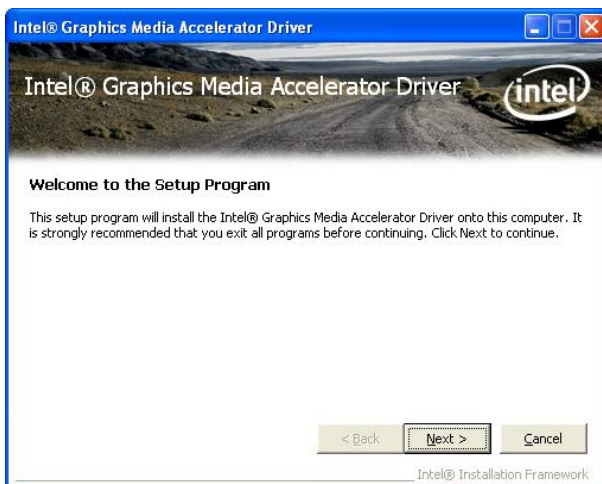 Intel® Graphics Media Accelerator Driver
Intel® Graphics Media Accelerator Driver
intel
Welcome to the Setup Program
This setup program will install the Intel® Graphics Media Accelerator Driver onto this computer. It
is strongly recommended that you exit all programs before continuing. Click Next to continue.
< Back
Next >
Cancel
Intel® Installation Framework